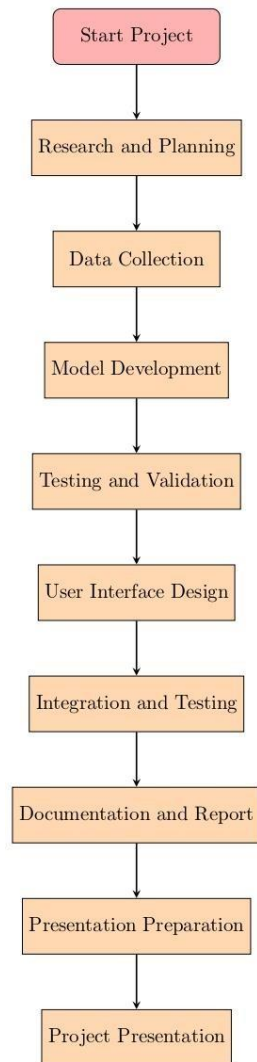 Start Project
Research and Planning
Data Collection
Model Development
Testing and Validation
User Interface Design
Integration and Testing
Documentation and Report
Presentation Preparation
Project Presentation